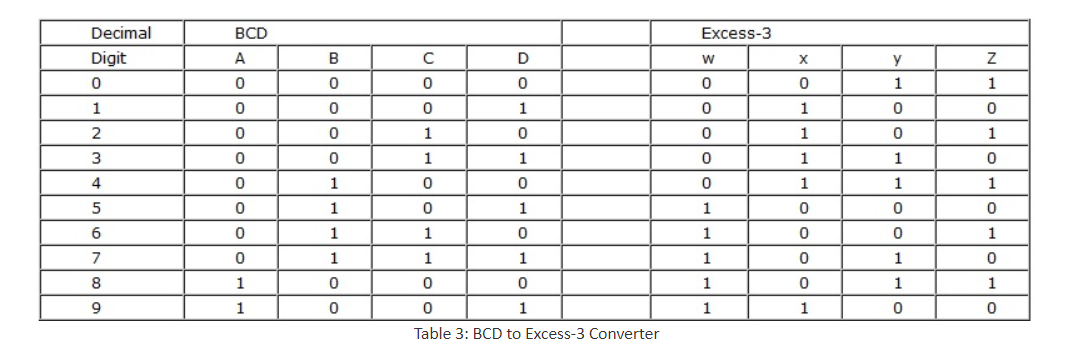 Decimal BCD Excess-3
Digit A B C D w x y Z
0 0 0 0 0 0 0 1 1
1 0 0 0 1 0 1 0 0
2 0 0 1 0 0 1 0 1
3 0 0 1 1 0 1 1 0
4 0 1 0 0 0 1 1 1
5 0 1 0 1 1 0 0 0
6 0 1 1 0 1 0 0 1
7 0 1 1 1 1 0 1 0
8 1 0 0 0 1 0 1 1
9 1 0 0 1 1 1 0 0
Table 3: BCD to Excess-3 Converter